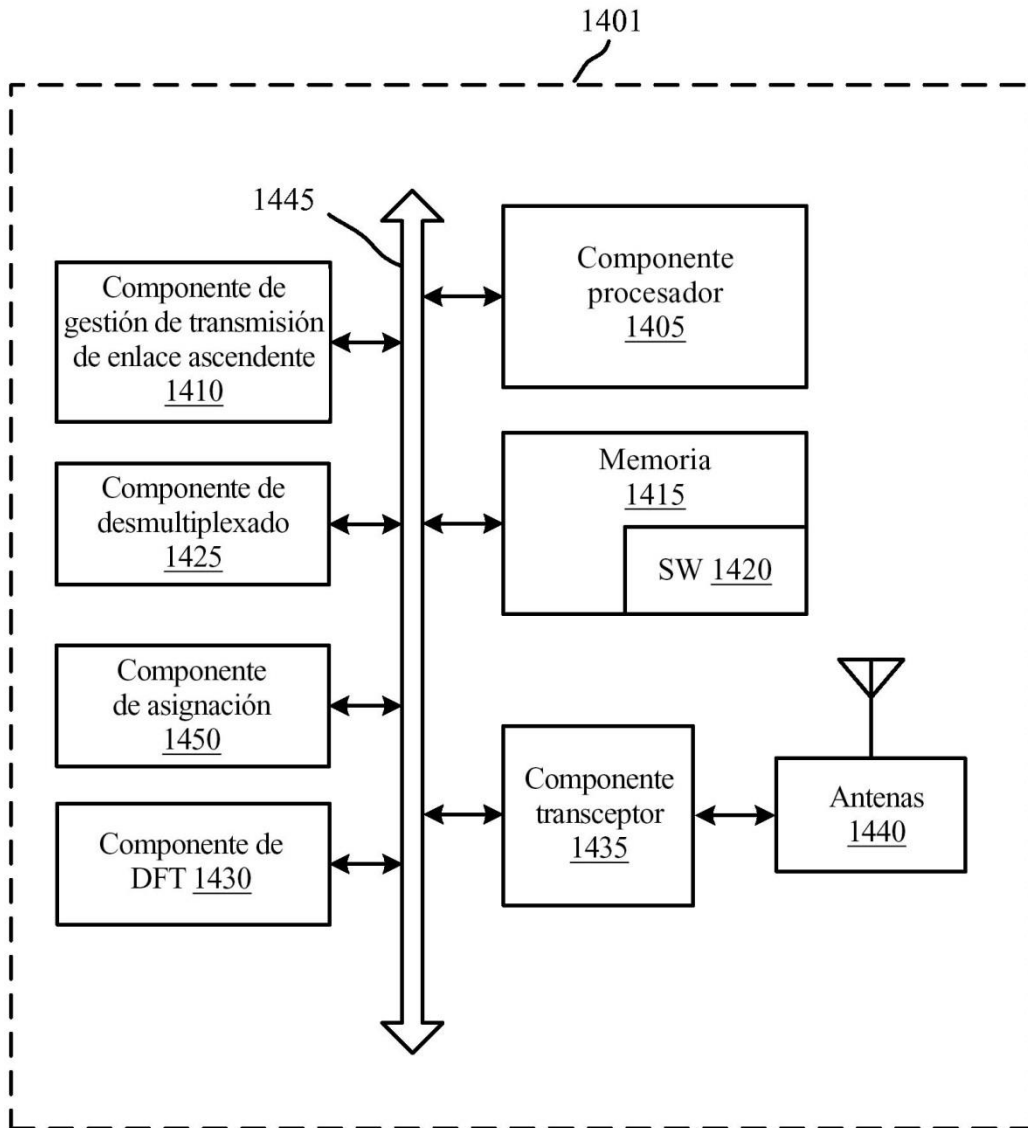 1401
1445
Componente de
gestión de transmisión
de enlace ascendente
1410
Componente de
desmultiplexado
1425
Componente
de asignación
1450
Componente de
DFT 1430
Componente
procesador
1405
Memoria
1415
SW 1420
Componente
transceptor
1435
Antenas
1440